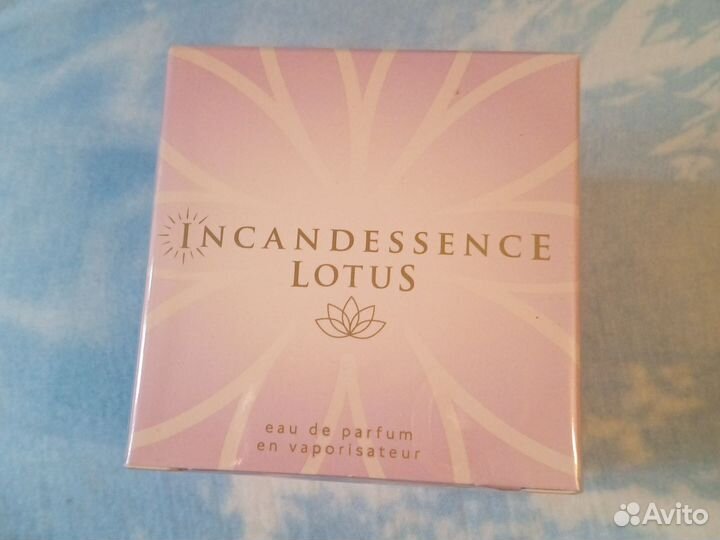 INCANDESSENCE
LOTUS
eau de parfum
en vaporisateur
Avito